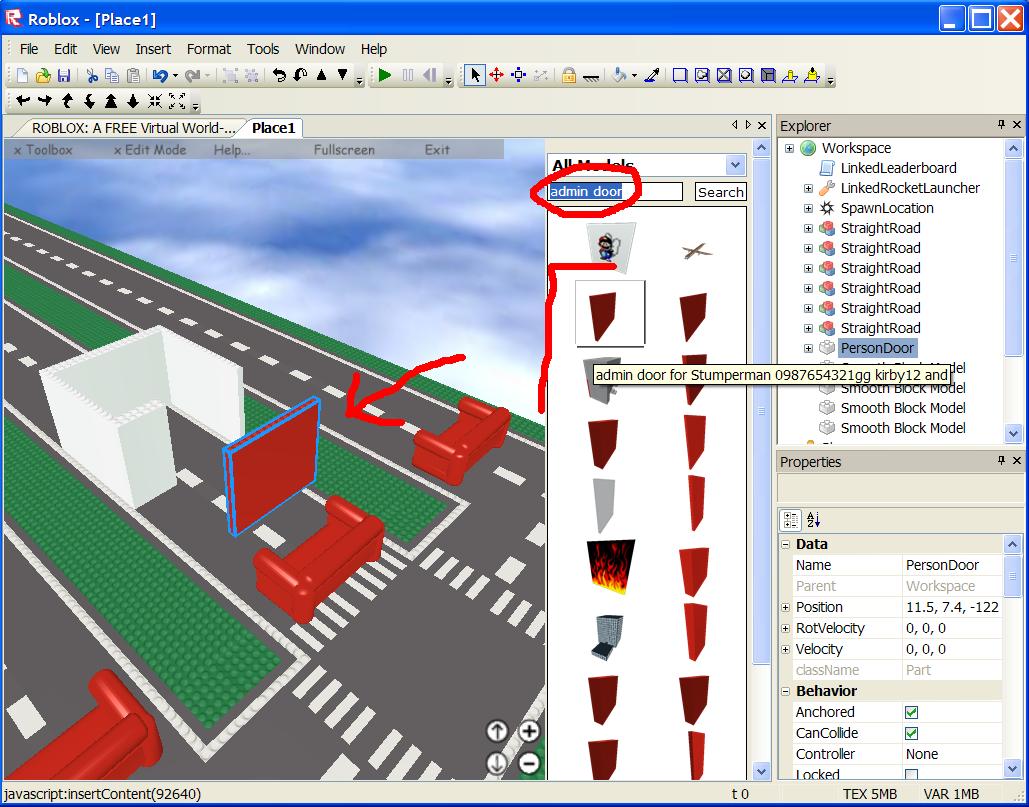 Roblox - [Place1]
File Edit View Insert Format Tools Window Help
ROBLOX: A FREE Virtual World-... Place1
x Toolbox x Edit Mode Help... Fullscreen Exit
All Models
admin door Search
admin door for Stumperman 0987654321gg kirby12 and
Explorer
Workspace
LinkedLeaderboard
LinkedRocketLauncher
SpawnLocation
StraightRoad
StraightRoad
StraightRoad
StraightRoad
StraightRoad
StraightRoad
PersonDoor
Smooth Block Model
Smooth Block Model
Smooth Block Model
Smooth Block Model
Properties
Data
Name PersonDoor
Parent Workspace
Position 11.5, 7.4, -122
RotVelocity 0, 0, 0
Velocity 0, 0, 0
className Part
Behavior
Anchored
CanCollide
Controller None
Locked
javascript:insertContent(92640) t 0 TEX 5MB VAR 1MB